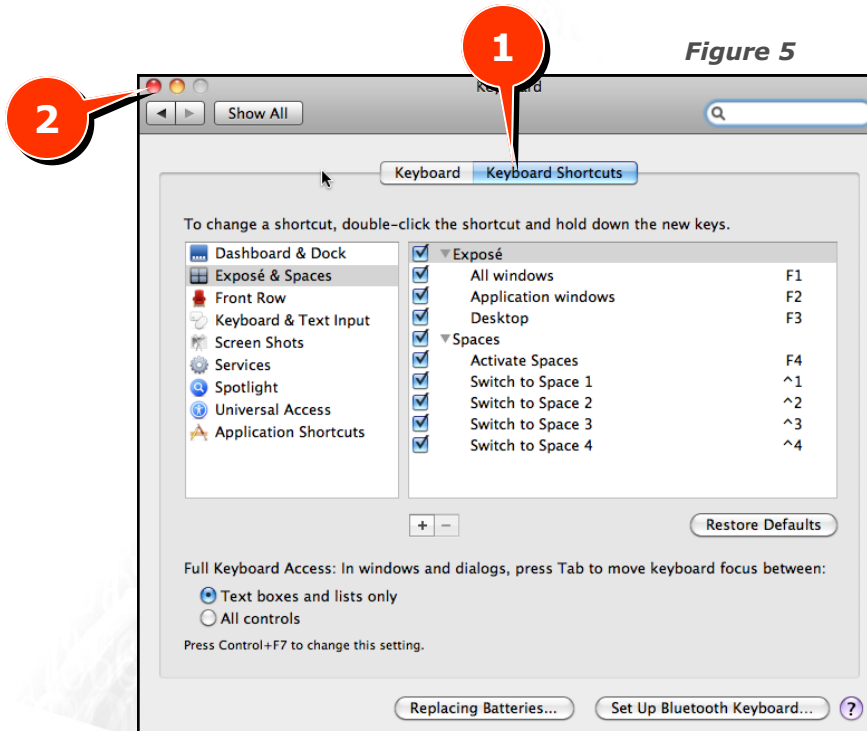 1
Figure 5
2
Keyboard
Show All
Keyboard Keyboard Shortcuts
To change a shortcut, double-click the shortcut and hold down the new keys.
Dashboard & Dock
Exposé & Spaces
Front Row
Keyboard & Text Input
Screen Shots
Services
Spotlight
Universal Access
Application Shortcuts
Exposé
All windows F1
Application windows F2
Desktop F3
Spaces
Activate Spaces F4
Switch to Space 1 ^1
Switch to Space 2 ^2
Switch to Space 3 ^3
Switch to Space 4 ^4
+ −
Restore Defaults
Full Keyboard Access: In windows and dialogs, press Tab to move keyboard focus between:
Text boxes and lists only
All controls
Press Control+F7 to change this setting.
Replacing Batteries... Set Up Bluetooth Keyboard... ?